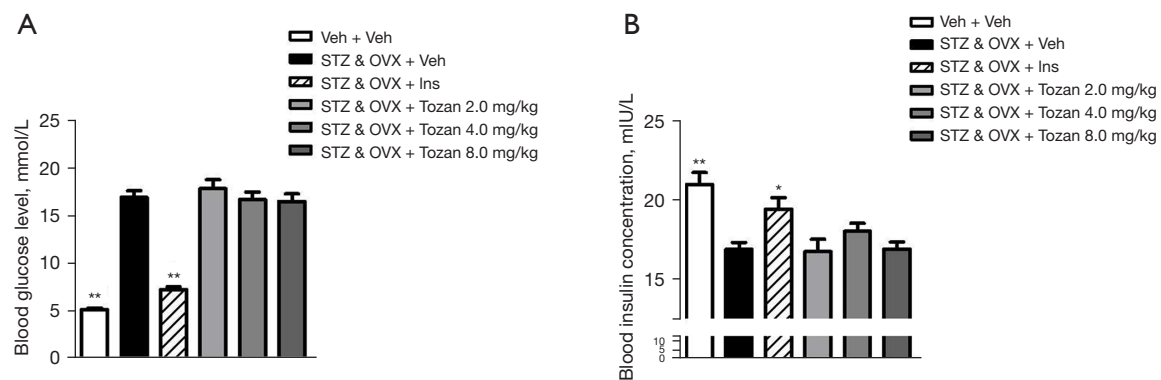 A
Veh + Veh
STZ & OVX + Veh
STZ & OVX + Ins
STZ & OVX + Tozan 2.0 mg/kg
STZ & OVX + Tozan 4.0 mg/kg
STZ & OVX + Tozan 8.0 mg/kg
Blood glucose level, mmol/L
25
20
15
10
5
0
**
**
B
Veh + Veh
STZ & OVX + Veh
STZ & OVX + Ins
STZ & OVX + Tozan 2.0 mg/kg
STZ & OVX + Tozan 4.0 mg/kg
STZ & OVX + Tozan 8.0 mg/kg
Blood insulin concentration, mIU/L
25
20
15
10
5
0
**
*